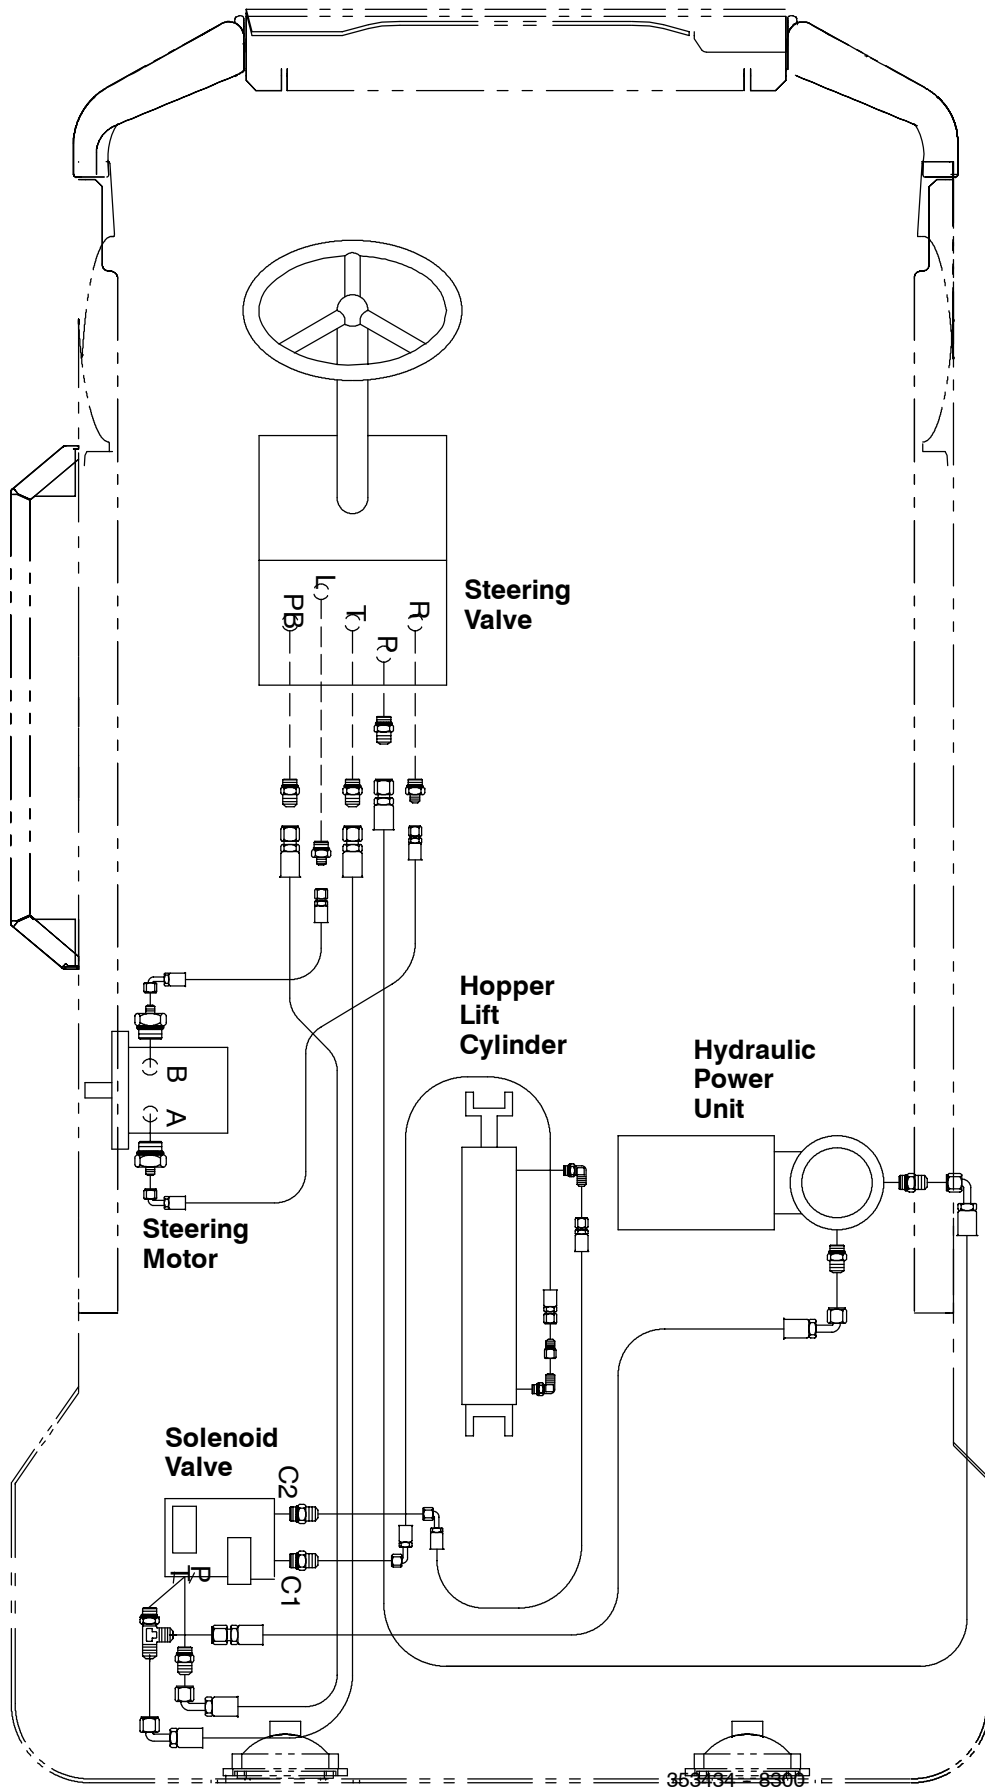 L
PB
T
R
P
Steering
Valve
Hopper
Lift
Cylinder
Hydraulic
Power
Unit
B
A
Steering
Motor
Solenoid
Valve
C2
P
T
C1
353434 - 8300